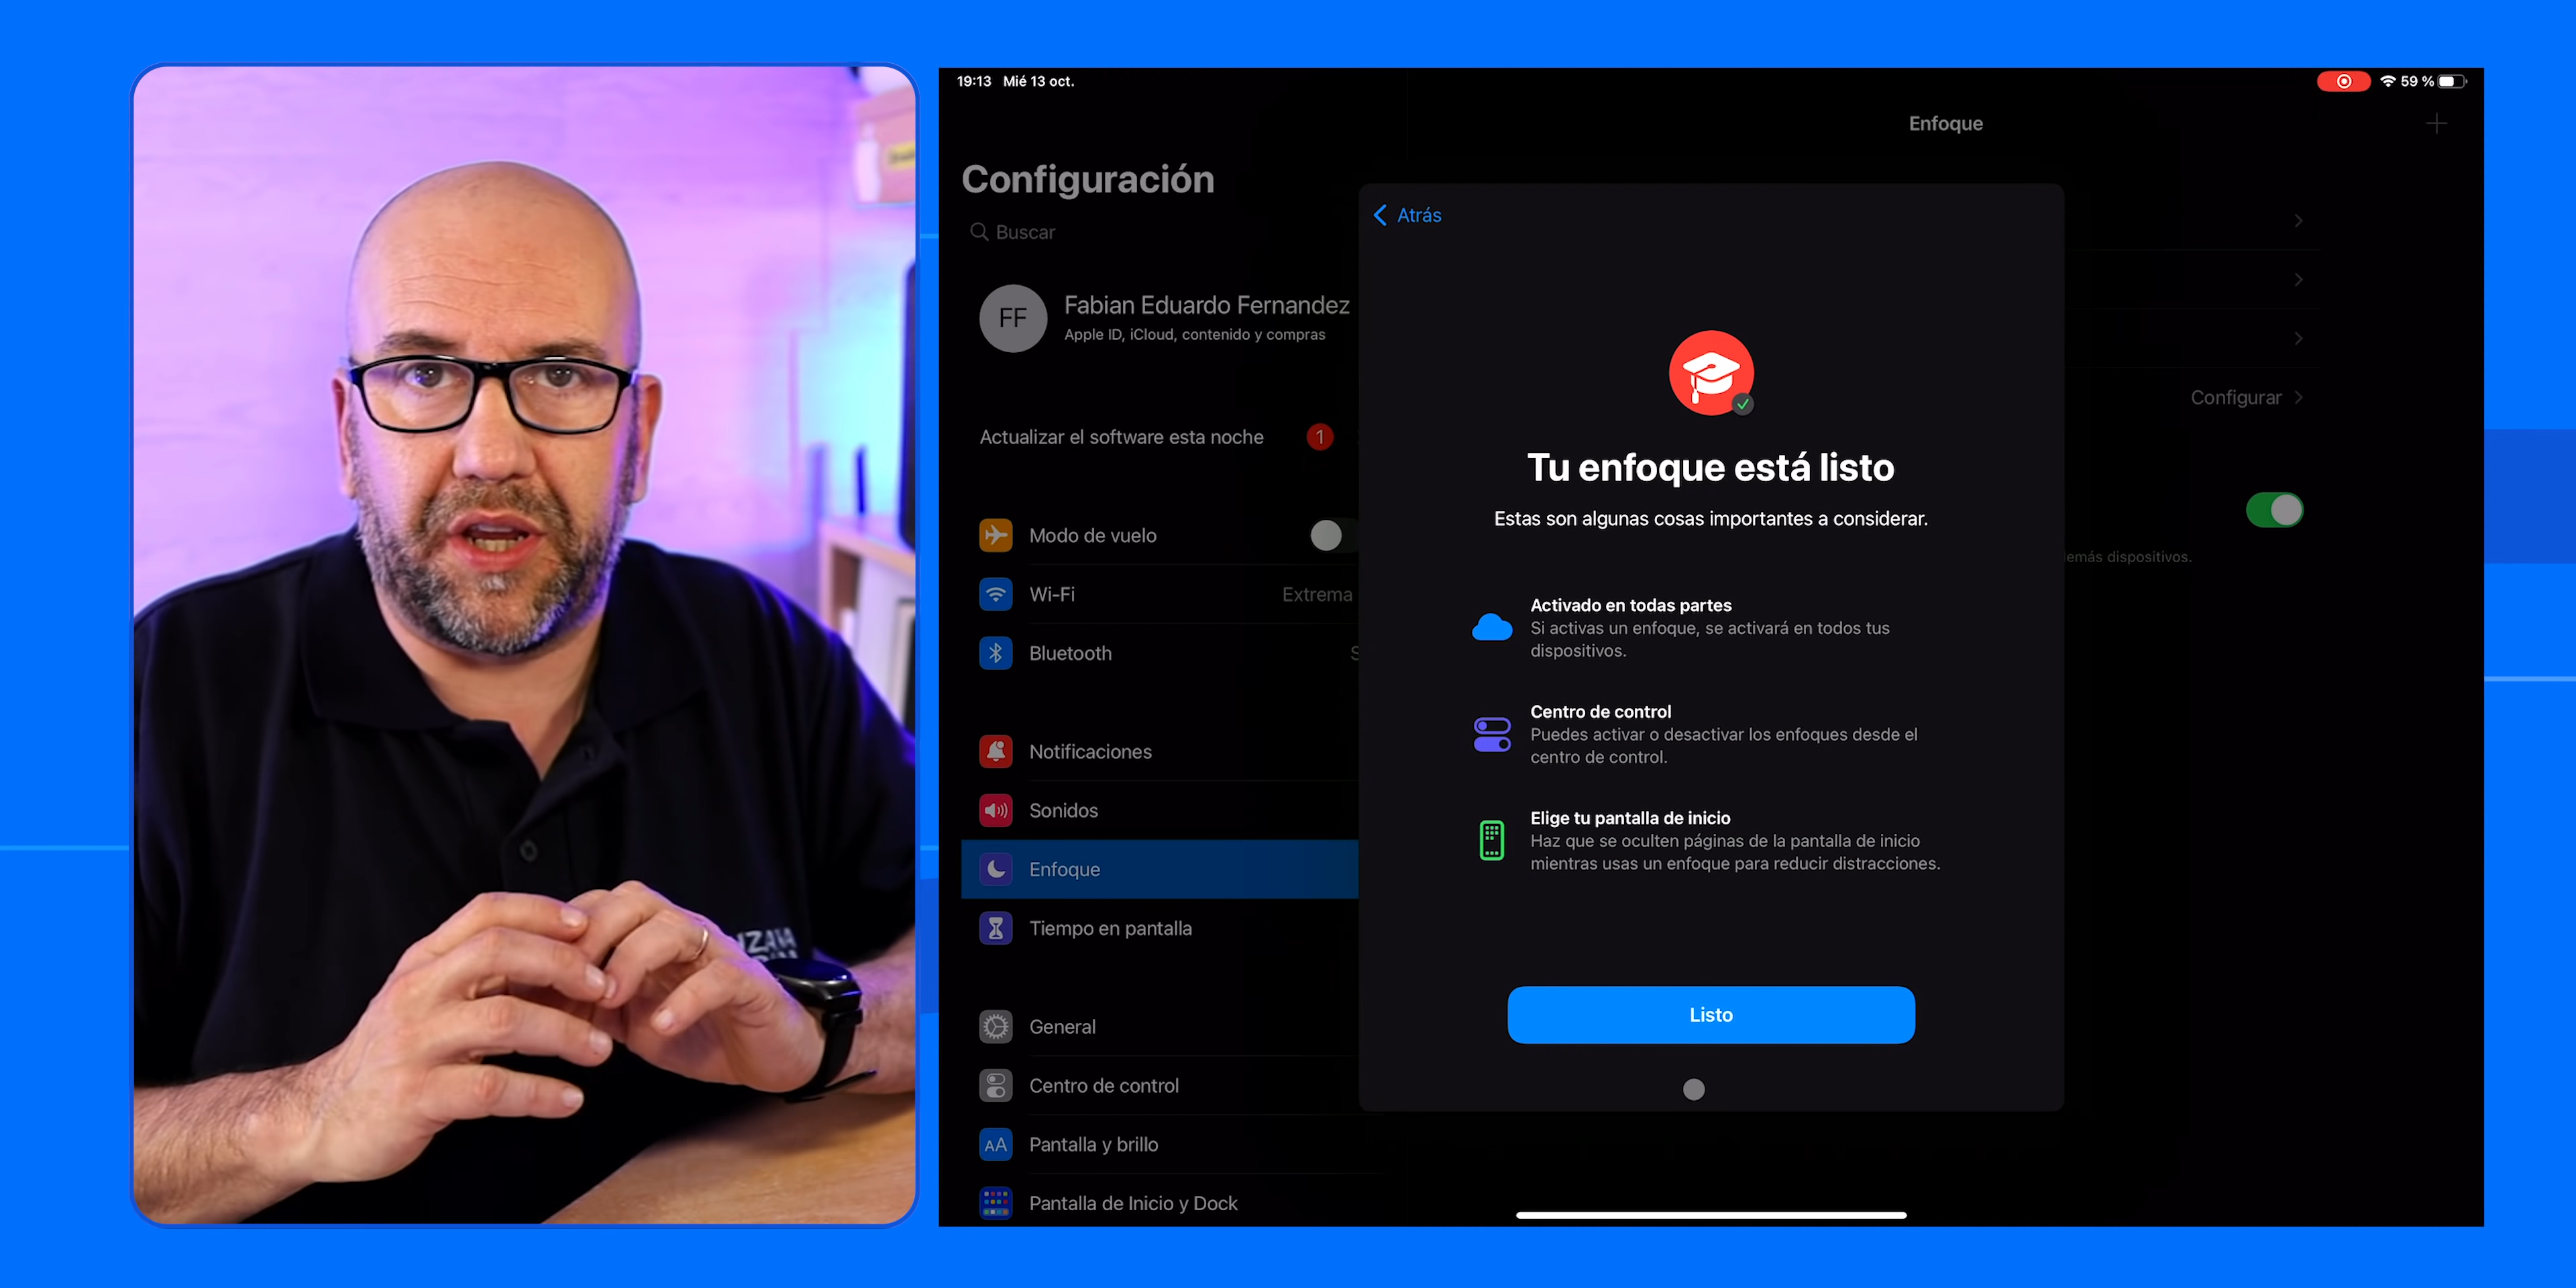 19:13 Mié 13 oct.
59 %
Enfoque
Configuración
Buscar
FF
Fabian Eduardo Fernandez
Apple ID, iCloud, contenido y compras
Actualizar el software esta noche
1
Modo de vuelo
Wi-Fi
Extrema
Bluetooth
S
Notificaciones
Sonidos
Enfoque
Tiempo en pantalla
General
Centro de control
AA
Pantalla y brillo
Pantalla de Inicio y Dock
Atrás
Tu enfoque está listo
Estas son algunas cosas importantes a considerar.
Activado en todas partes
Si activas un enfoque, se activará en todos tus
dispositivos.
Centro de control
Puedes activar o desactivar los enfoques desde el
centro de control.
Elige tu pantalla de inicio
Haz que se oculten páginas de la pantalla de inicio
mientras usas un enfoque para reducir distracciones.
Listo
Configurar
emás dispositivos.